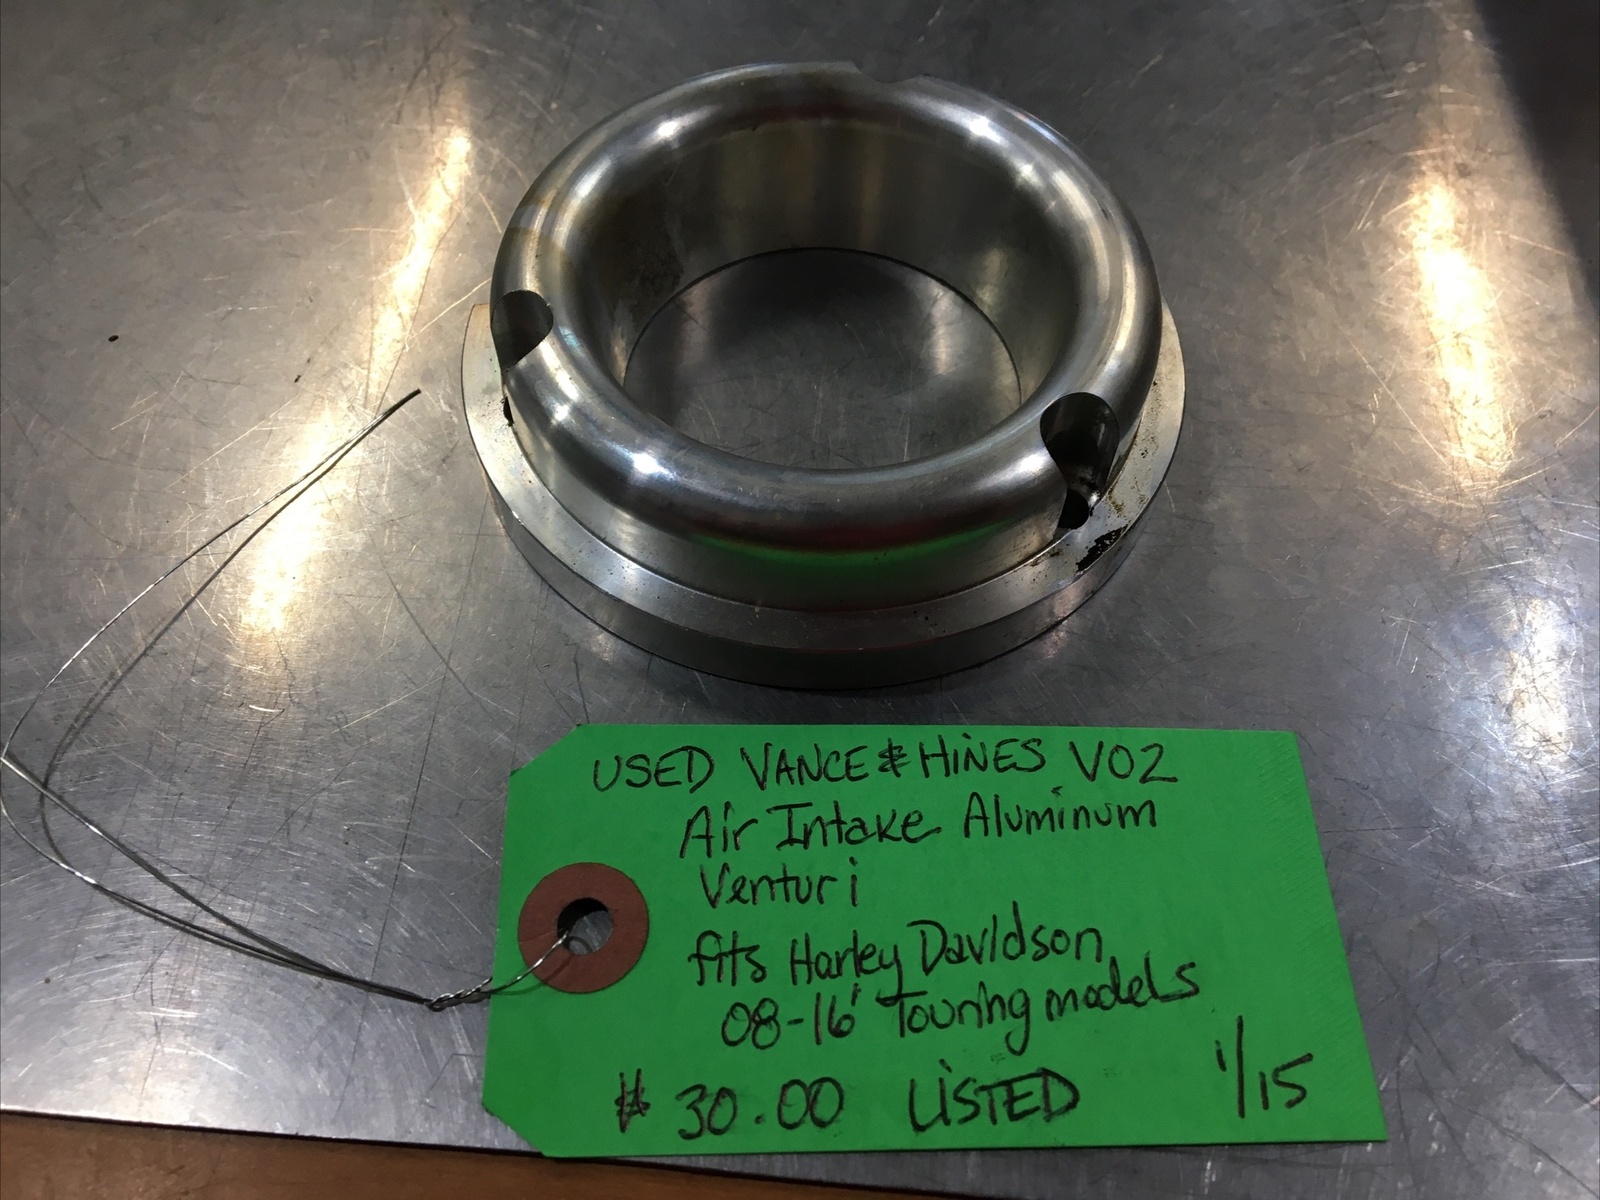 USED VANCE & HINES VO2
Air Intake Aluminum
Venturi
fits Harley Davidson
08-16' Touring models
$ 30.00 LISTED 1/15